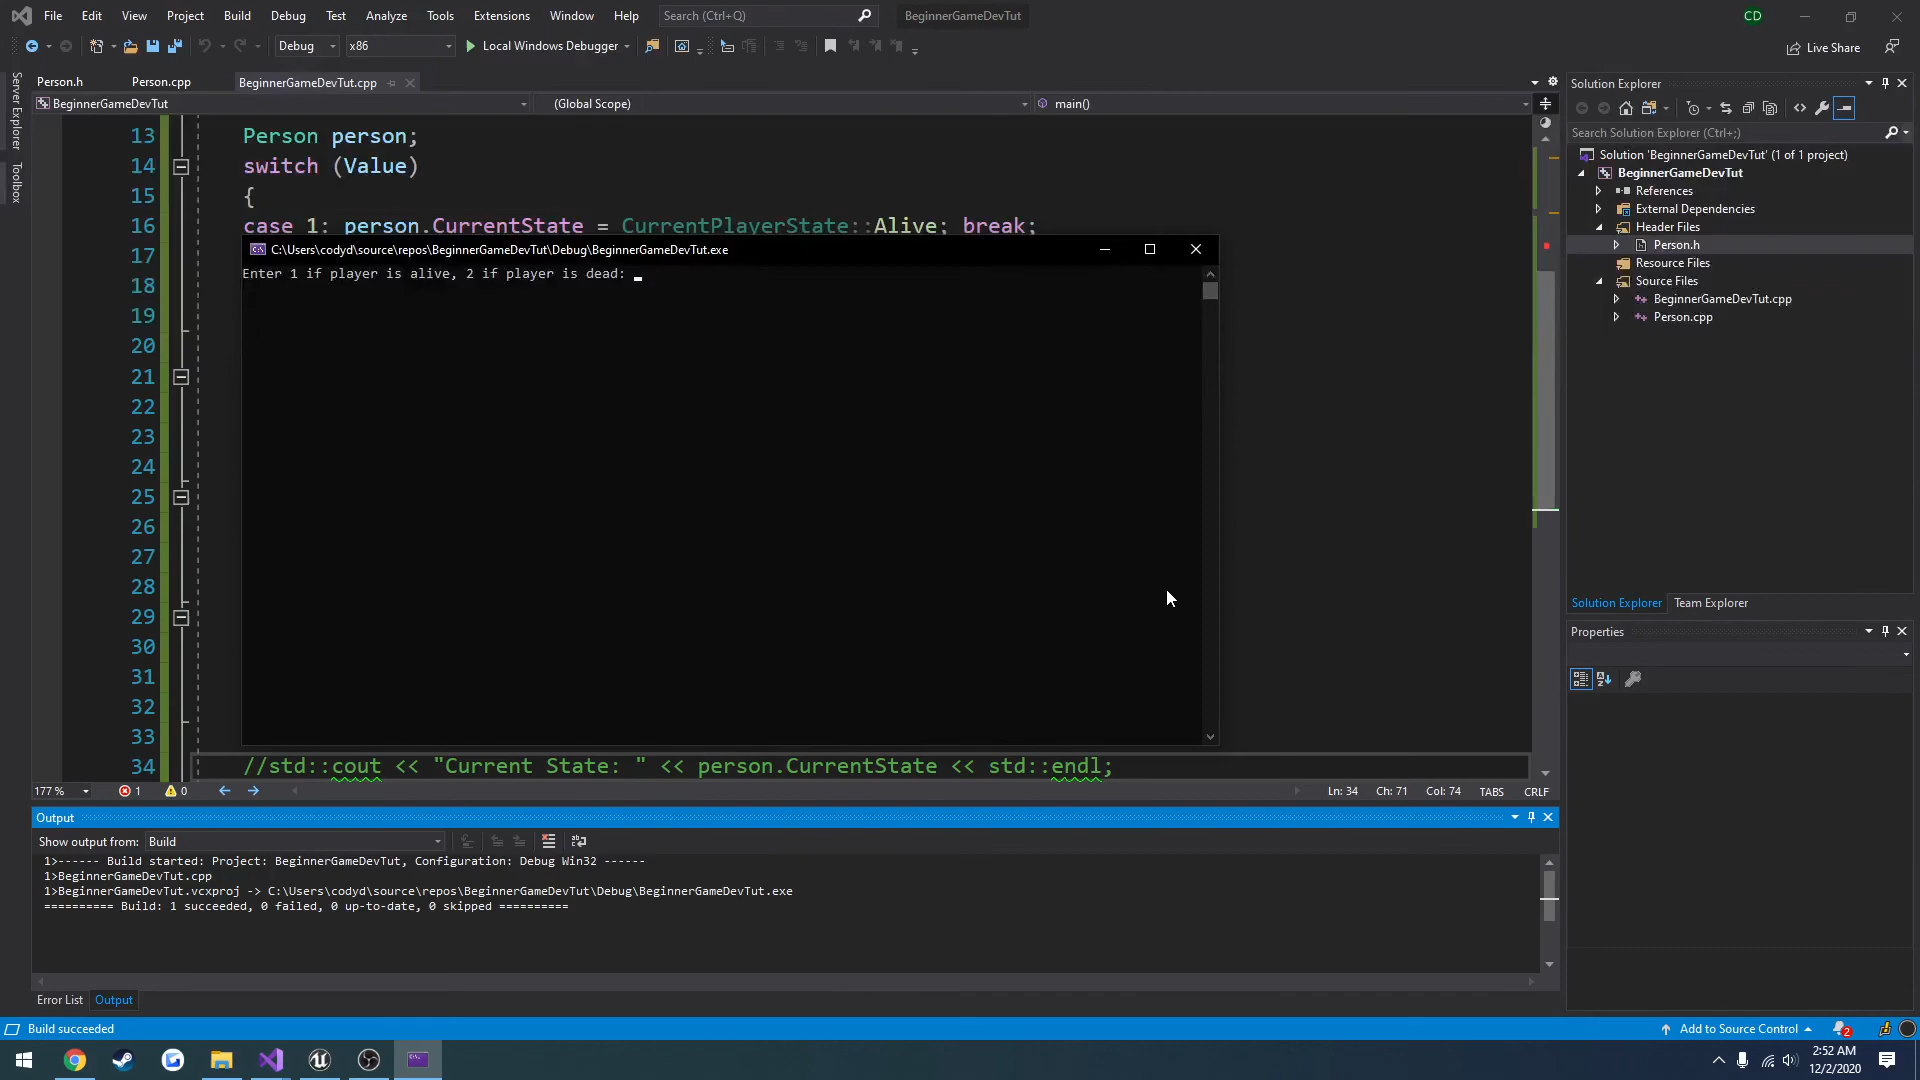 File Edit View Project Build Debug Test Analyze Tools Extensions Window Help Search (Ctrl+Q) BeginnerGameDevTut CD
Debug x86 Local Windows Debugger Live Share
Server Explorer
Toolbox
Person.h Person.cpp BeginnerGameDevTut.cpp
BeginnerGameDevTut (Global Scope) main()
13 Person person;
14 switch (Value)
15 {
16 case 1: person.CurrentState = CurrentPlayerState::Alive; break;
17
18
19
20
21
22
23
24
25
26
27
28
29
30
31
32
33
34 //std::cout << "Current State: " << person.CurrentState << std::endl;
C:\Users\codyd\source\repos\BeginnerGameDevTut\Debug\BeginnerGameDevTut.exe
Enter 1 if player is alive, 2 if player is dead:
177 % 1 0 Ln: 34 Ch: 71 Col: 74 TABS CRLF
Output
Show output from: Build
1>------ Build started: Project: BeginnerGameDevTut, Configuration: Debug Win32 ------
1>BeginnerGameDevTut.cpp
1>BeginnerGameDevTut.vcxproj -> C:\Users\codyd\source\repos\BeginnerGameDevTut\Debug\BeginnerGameDevTut.exe
========== Build: 1 succeeded, 0 failed, 0 up-to-date, 0 skipped ==========
Error List Output
Solution Explorer
Search Solution Explorer (Ctrl+;)
Solution 'BeginnerGameDevTut' (1 of 1 project)
BeginnerGameDevTut
References
External Dependencies
Header Files
Person.h
Resource Files
Source Files
BeginnerGameDevTut.cpp
Person.cpp
Solution Explorer Team Explorer
Properties
Build succeeded Add to Source Control 2
2:52 AM
12/2/2020